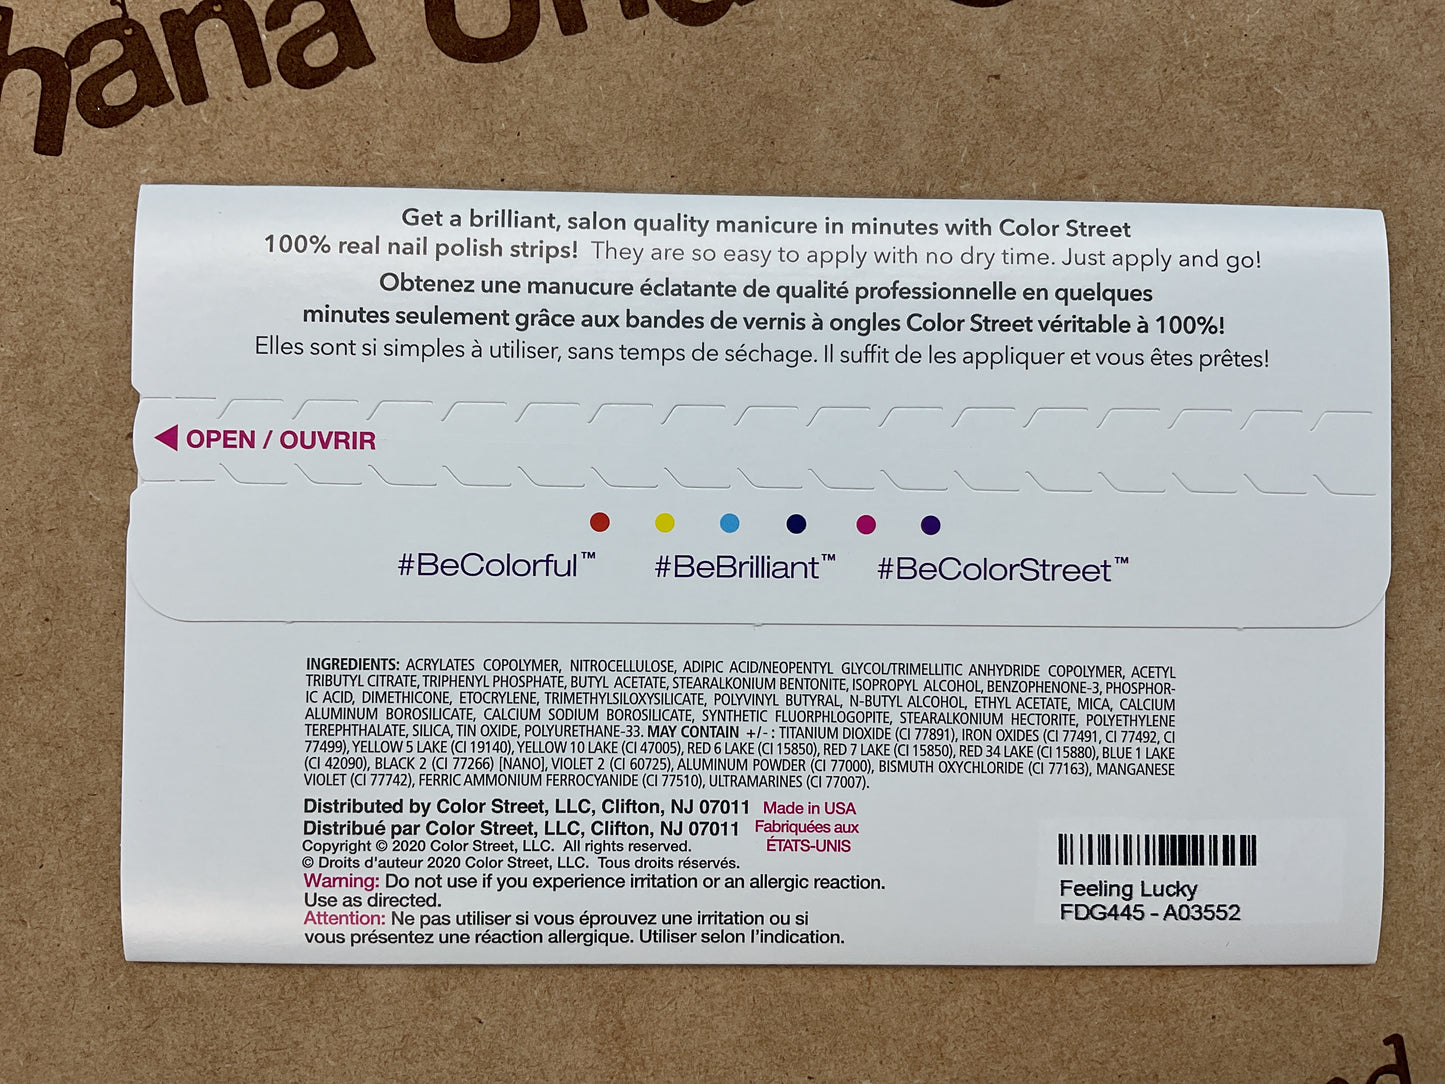 hana
Get a brilliant, salon quality manicure in minutes with Color Street
100% real nail polish strips! They are so easy to apply with no dry time. Just apply and go!
Obtenez une manucure éclatante de qualité professionnelle en quelques
minutes seulement grâce aux bandes de vernis à ongles Color Street véritable à 100%!
Elles sont si simples à utiliser, sans temps de séchage. Il suffit de les appliquer et vous êtes prêtes!
OPEN / OUVRIR
#BeColorful™ #BeBrilliant™ #BeColorStreet™
INGREDIENTS: ACRYLATES COPOLYMER, NITROCELLULOSE, ADIPIC ACID/NEOPENTYL GLYCOL/TRIMELLITIC ANHYDRIDE COPOLYMER, ACETYL
TRIBUTYL CITRATE, TRIPHENYL PHOSPHATE, BUTYL ACETATE, STEARALKONIUM BENTONITE, ISOPROPYL ALCOHOL, BENZOPHENONE-3, PHOSPHOR-
IC ACID, DIMETHICONE, ETOCRYLENE, TRIMETHYLSILOXYSILICATE, POLYVINYL BUTYRAL, N-BUTYL ALCOHOL, ETHYL ACETATE, MICA, CALCIUM
ALUMINUM BOROSILICATE, CALCIUM SODIUM BOROSILICATE, SYNTHETIC FLUORPHLOGOPITE, STEARALKONIUM HECTORITE, POLYETHYLENE
TEREPHTHALATE, SILICA, TIN OXIDE, POLYURETHANE-33. MAY CONTAIN +/- : TITANIUM DIOXIDE (CI 77891), IRON OXIDES (CI 77491, CI 77492, CI
77499), YELLOW 5 LAKE (CI 19140), YELLOW 10 LAKE (CI 47005), RED 6 LAKE (CI 15850), RED 7 LAKE (CI 15850), RED 34 LAKE (CI 15880), BLUE 1 LAKE
(CI 42090), BLACK 2 (CI 77266) [NANO], VIOLET 2 (CI 60725), ALUMINUM POWDER (CI 77000), BISMUTH OXYCHLORIDE (CI 77163), MANGANESE
VIOLET (CI 77742), FERRIC AMMONIUM FERROCYANIDE (CI 77510), ULTRAMARINES (CI 77007).
Distributed by Color Street, LLC, Clifton, NJ 07011 Made in USA
Distribué par Color Street, LLC, Clifton, NJ 07011 Fabriquées aux
Copyright © 2020 Color Street, LLC. All rights reserved. ÉTATS-UNIS
© Droits d'auteur 2020 Color Street, LLC. Tous droits réservés.
Warning: Do not use if you experience irritation or an allergic reaction.
Use as directed.
Attention: Ne pas utiliser si vous éprouvez une irritation ou si
vous présentez une réaction allergique. Utiliser selon l'indication.
Feeling Lucky
FDG445 - A03552